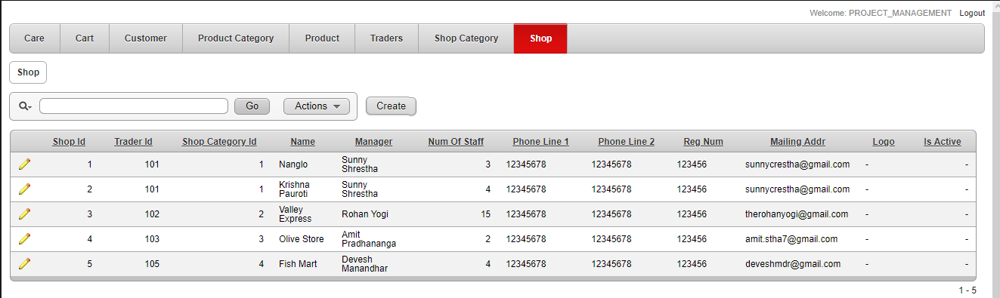 Welcome: PROJECT_MANAGEMENT Logout
Care Cart Customer Product Category Product Traders Shop Category Shop
Shop
Go Actions Create
Shop Id Trader Id Shop Category Id Name Manager Num Of Staff Phone Line 1 Phone Line 2 Reg Num Mailing Addr Logo Is Active
1 101 1 Nanglo Sunny Shrestha 3 12345678 12345678 123456 sunnycrestha@gmail.com - -
2 101 1 Krishna Pauroti Sunny Shrestha 4 12345678 12345678 123456 sunnycrestha@gmail.com - -
3 102 2 Valley Express Rohan Yogi 15 12345678 12345678 123456 therohanyogi@gmail.com - -
4 103 3 Olive Store Amit Pradhananga 2 12345678 12345678 123456 amit.stha7@gmail.com - -
5 105 4 Fish Mart Devesh Manandhar 4 12345678 12345678 123456 deveshmdr@gmail.com - -
1 - 5